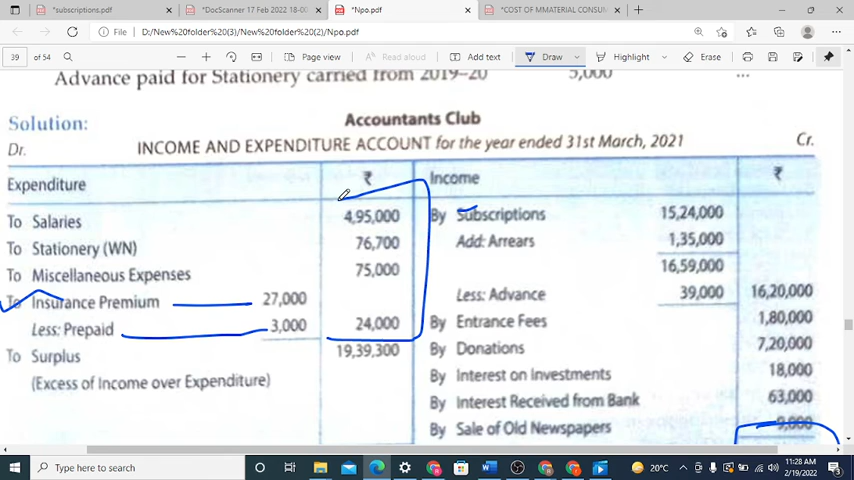 *subscriptions.pdf
*DocScanner 17 Feb 2022 18-00
*Npo.pdf
*COST OF MMATERIAL CONSUM
File D:/New%20folder%20(3)/New%20folder%20(2)/Npo.pdf
39 of 54
Page view
Add text
Draw
Highlight
Erase
Advance paid for Stationery carried from 2019–20 5,000 ...
Solution: Accountants Club
Dr. INCOME AND EXPENDITURE ACCOUNT for the year ended 31st March, 2021 Cr.
Expenditure ₹ Income ₹
To Salaries 4,95,000 By Subscriptions 15,24,000
To Stationery (WN) 76,700 Add: Arrears 1,35,000
To Miscellaneous Expenses 75,000 16,59,000
To Insurance Premium 27,000 Less: Advance 39,000 16,20,000
Less: Prepaid 3,000 24,000 By Entrance Fees 1,80,000
To Surplus 19,39,300 By Donations 7,20,000
(Excess of Income over Expenditure) By Interest on Investments 18,000
By Interest Received from Bank 63,000
By Sale of Old Newspapers 9,000
Type here to search
20°C
11:28 AM
2/19/2022